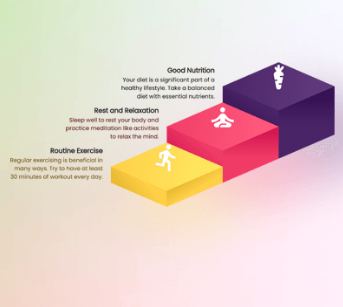 Good Nutrition
Your diet is a significant part of a
healthy lifestyle. Take a balanced
diet with essential nutrients.
Rest and Relaxation
Sleep well to rest your body and
practice meditation like activities
to relax the mind.
Routine Exercise
Regular exercising is beneficial in
many ways. Try to have at least
30 minutes of workout every day.